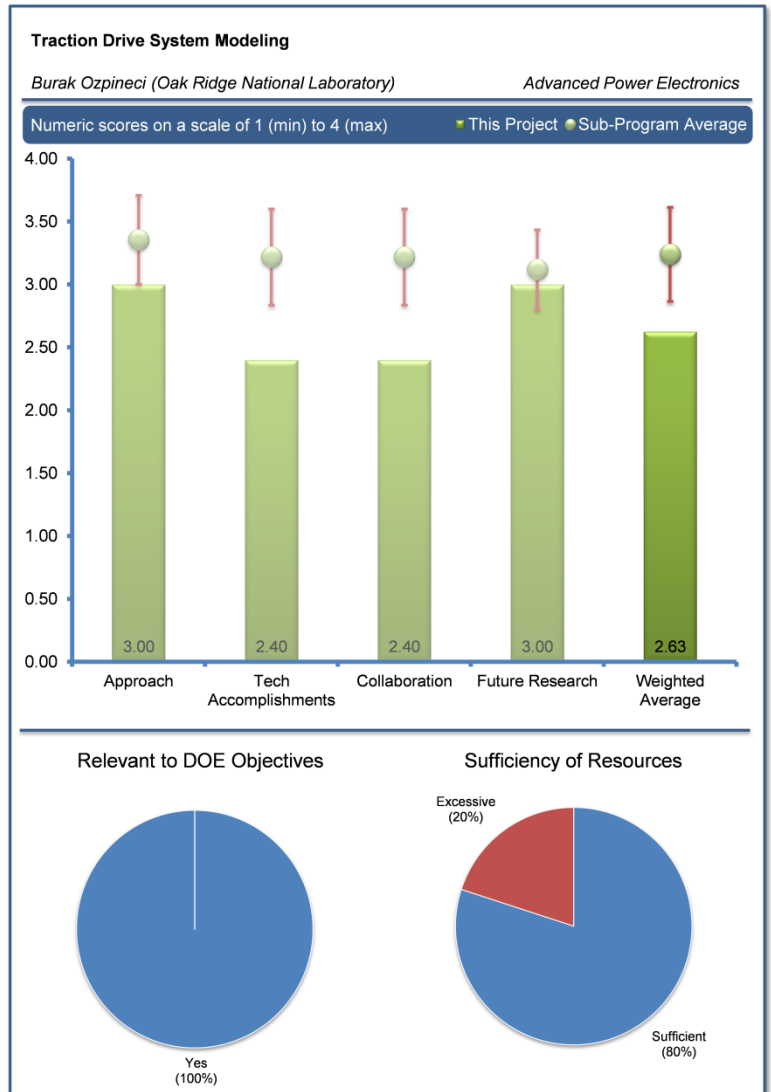 Traction Drive System Modeling
Burak Ozpineci (Oak Ridge National Laboratory) Advanced Power Electronics
Numeric scores on a scale of 1 (min) to 4 (max) This Project Sub-Program Average
4.00
3.50
3.00
2.50
2.00
1.50
1.00
0.50
0.00
3.00 2.40 2.40 3.00 2.63
Approach Tech Collaboration Future Research Weighted
Accomplishments Average
Relevant to DOE Objectives Sufficiency of Resources
Excessive
(20%)
Sufficient
(80%)
Yes
(100%)